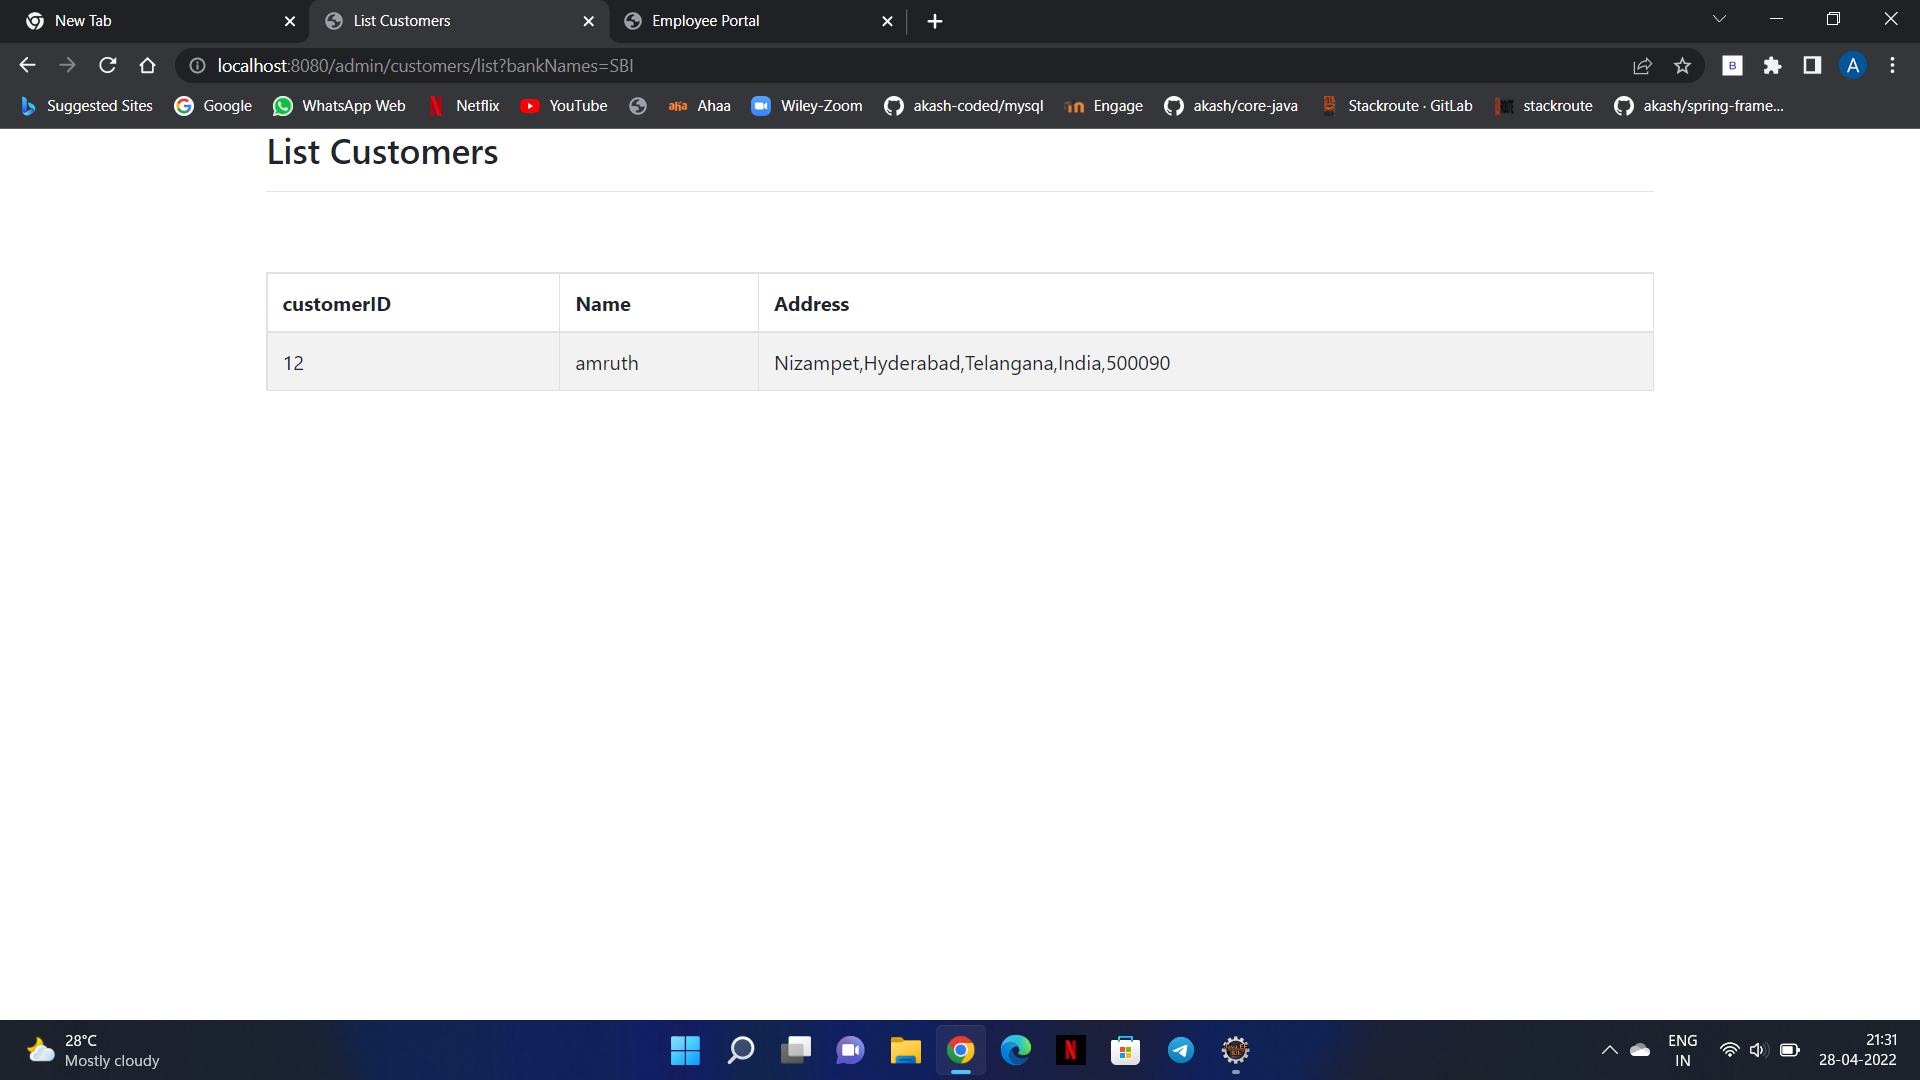 New Tab
List Customers
Employee Portal
localhost:8080/admin/customers/list?bankNames=SBI
B
A
Suggested Sites
Google
WhatsApp Web
Netflix
YouTube
aha
Ahaa
Wiley-Zoom
akash-coded/mysql
Engage
akash/core-java
Stackroute · GitLab
stackroute
akash/spring-frame...
List Customers
customerID Name Address
12 amruth Nizampet,Hyderabad,Telangana,India,500090
28°C
Mostly cloudy
ENG
IN
21:31
28-04-2022